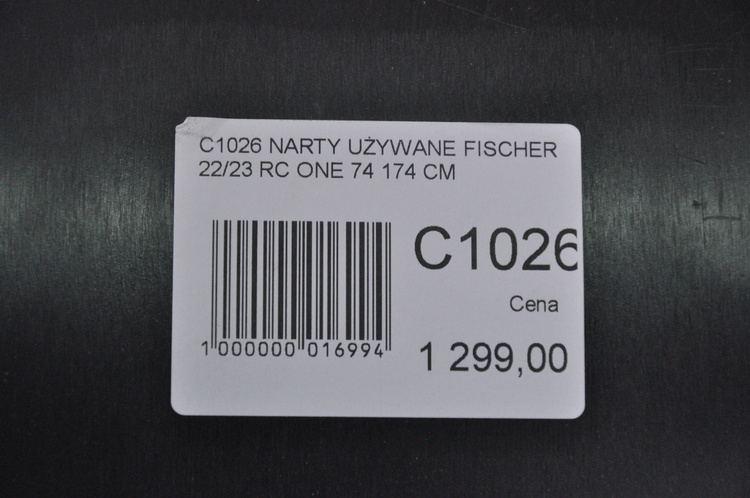 C1026 NARTY UŻYWANE FISCHER
22/23 RC ONE 74 174 CM
C1026
Cena
1 299,00
1 000000 016994